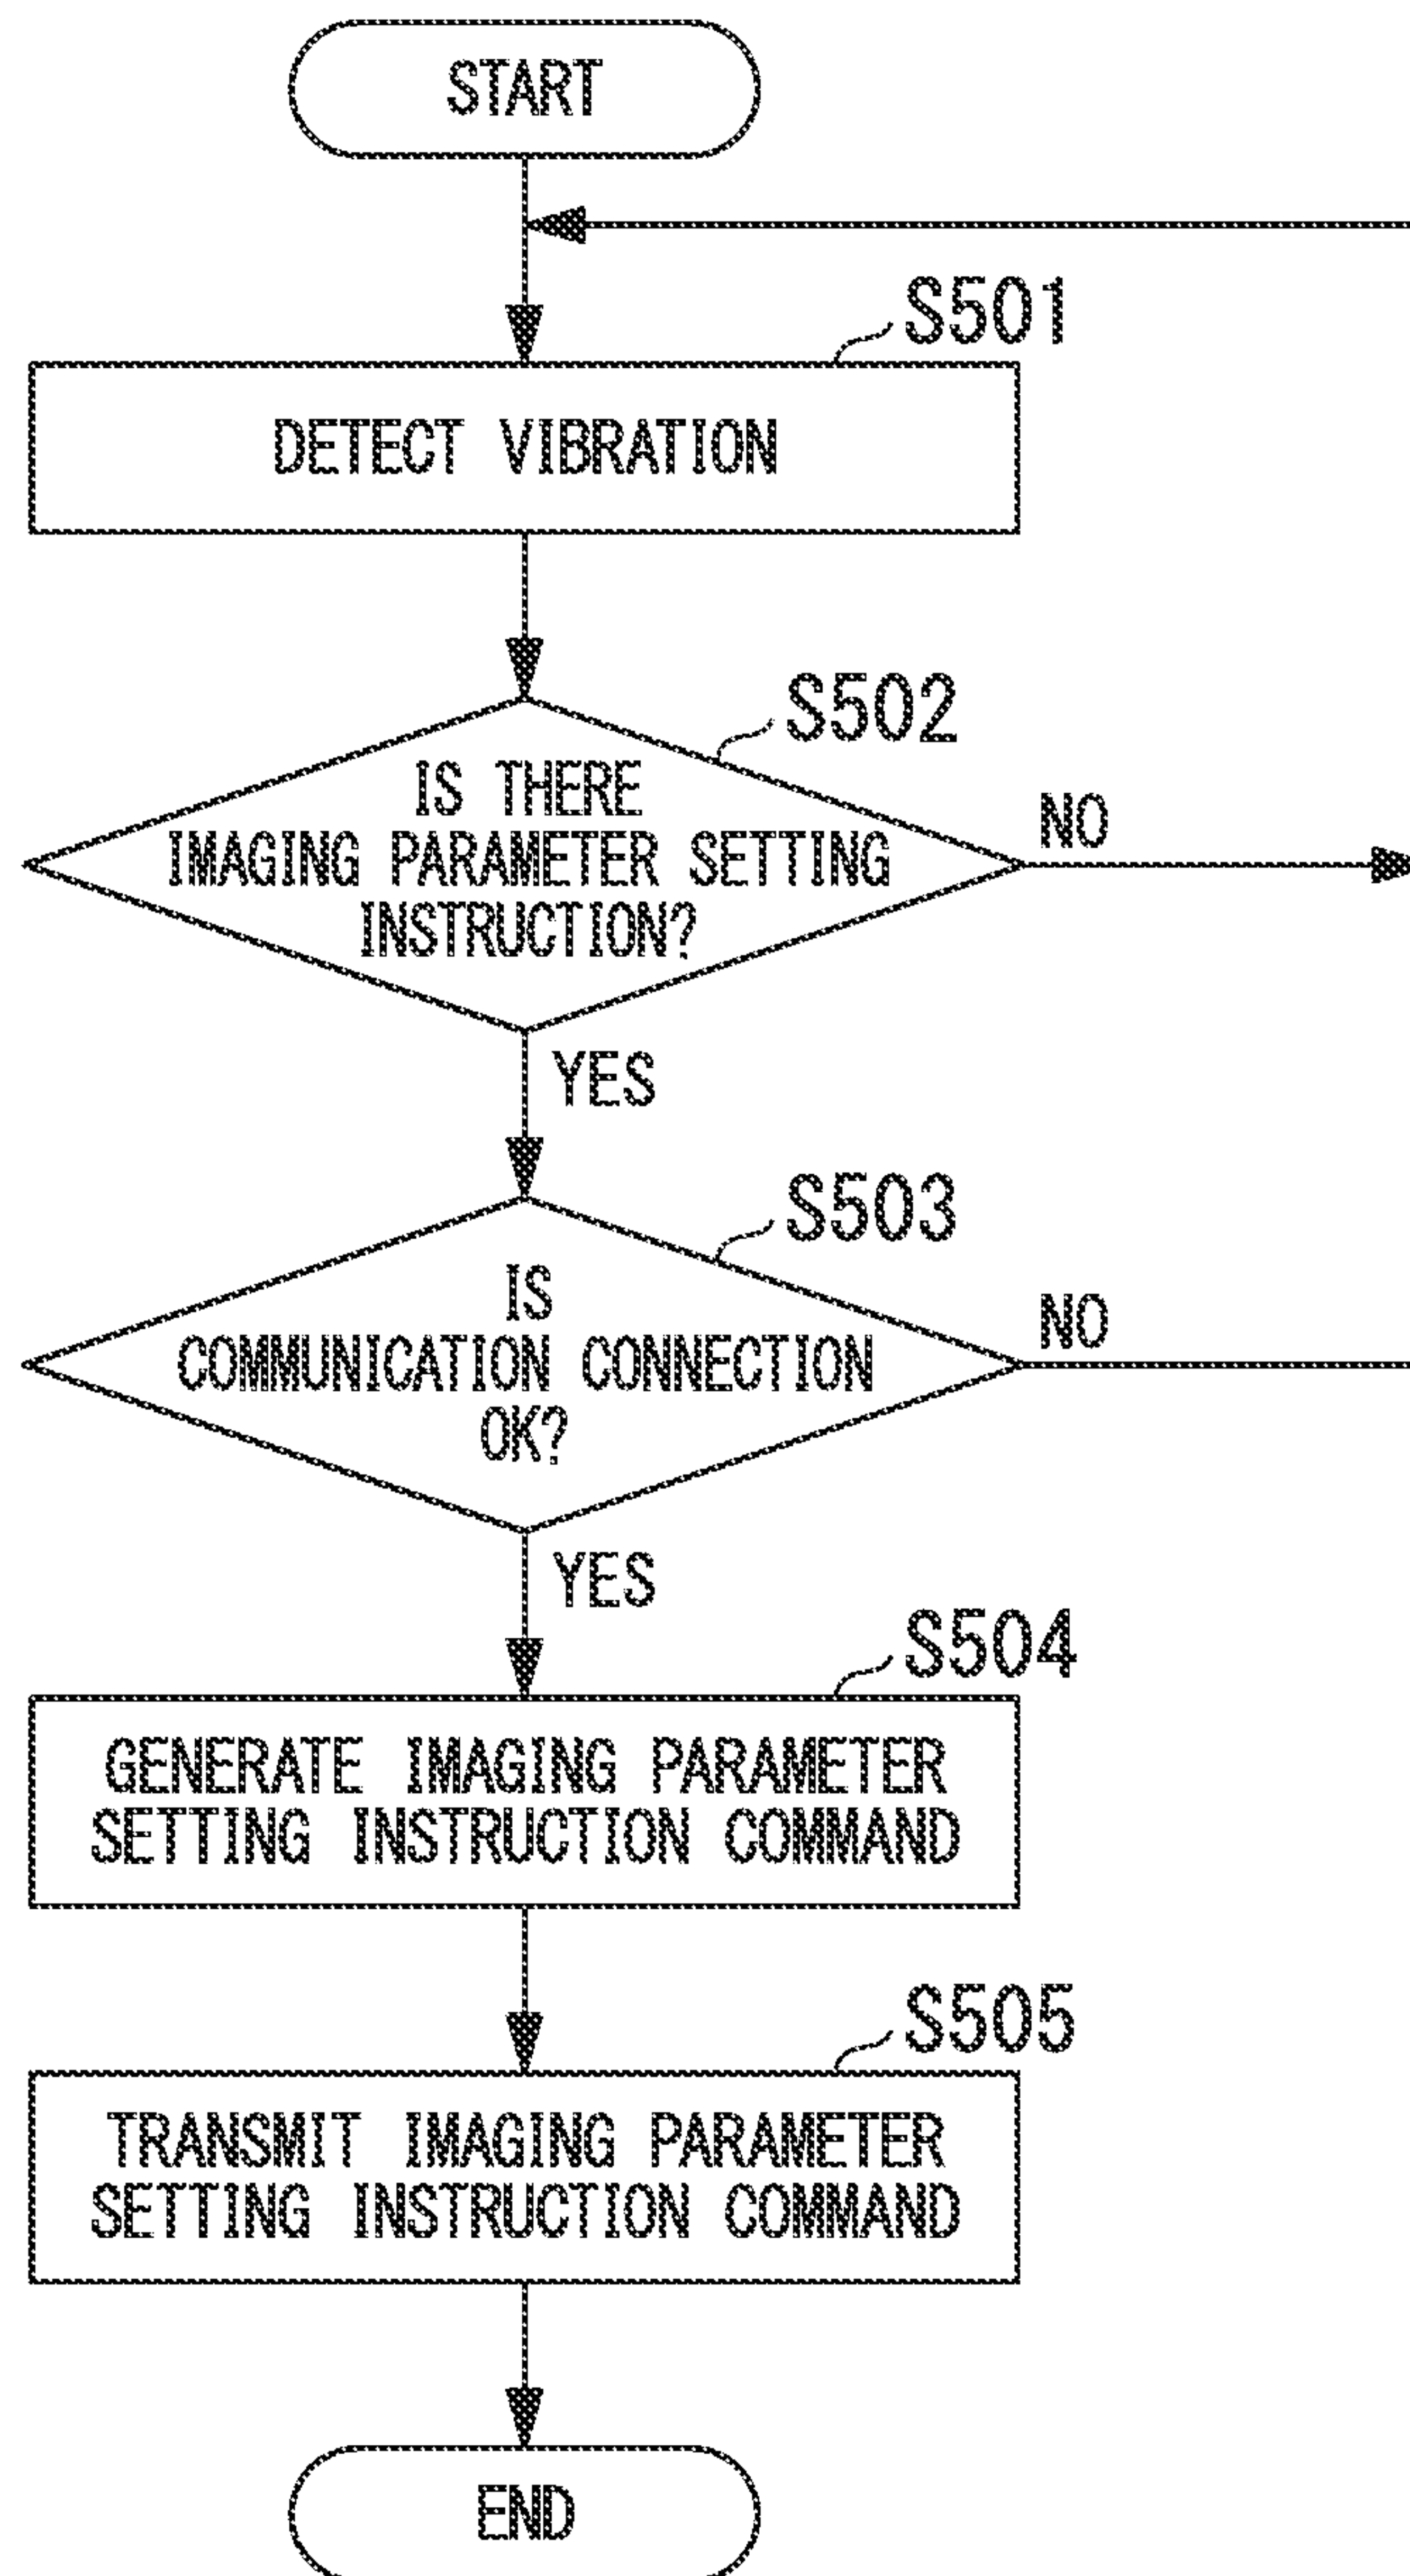 START
S501
DETECT VIBRATION
S502
IS THERE
IMAGING PARAMETER SETTING
INSTRUCTION?
NO
YES
S503
IS
COMMUNICATION CONNECTION
OK?
NO
YES
S504
GENERATE IMAGING PARAMETER
SETTING INSTRUCTION COMMAND
S505
TRANSMIT IMAGING PARAMETER
SETTING INSTRUCTION COMMAND
END